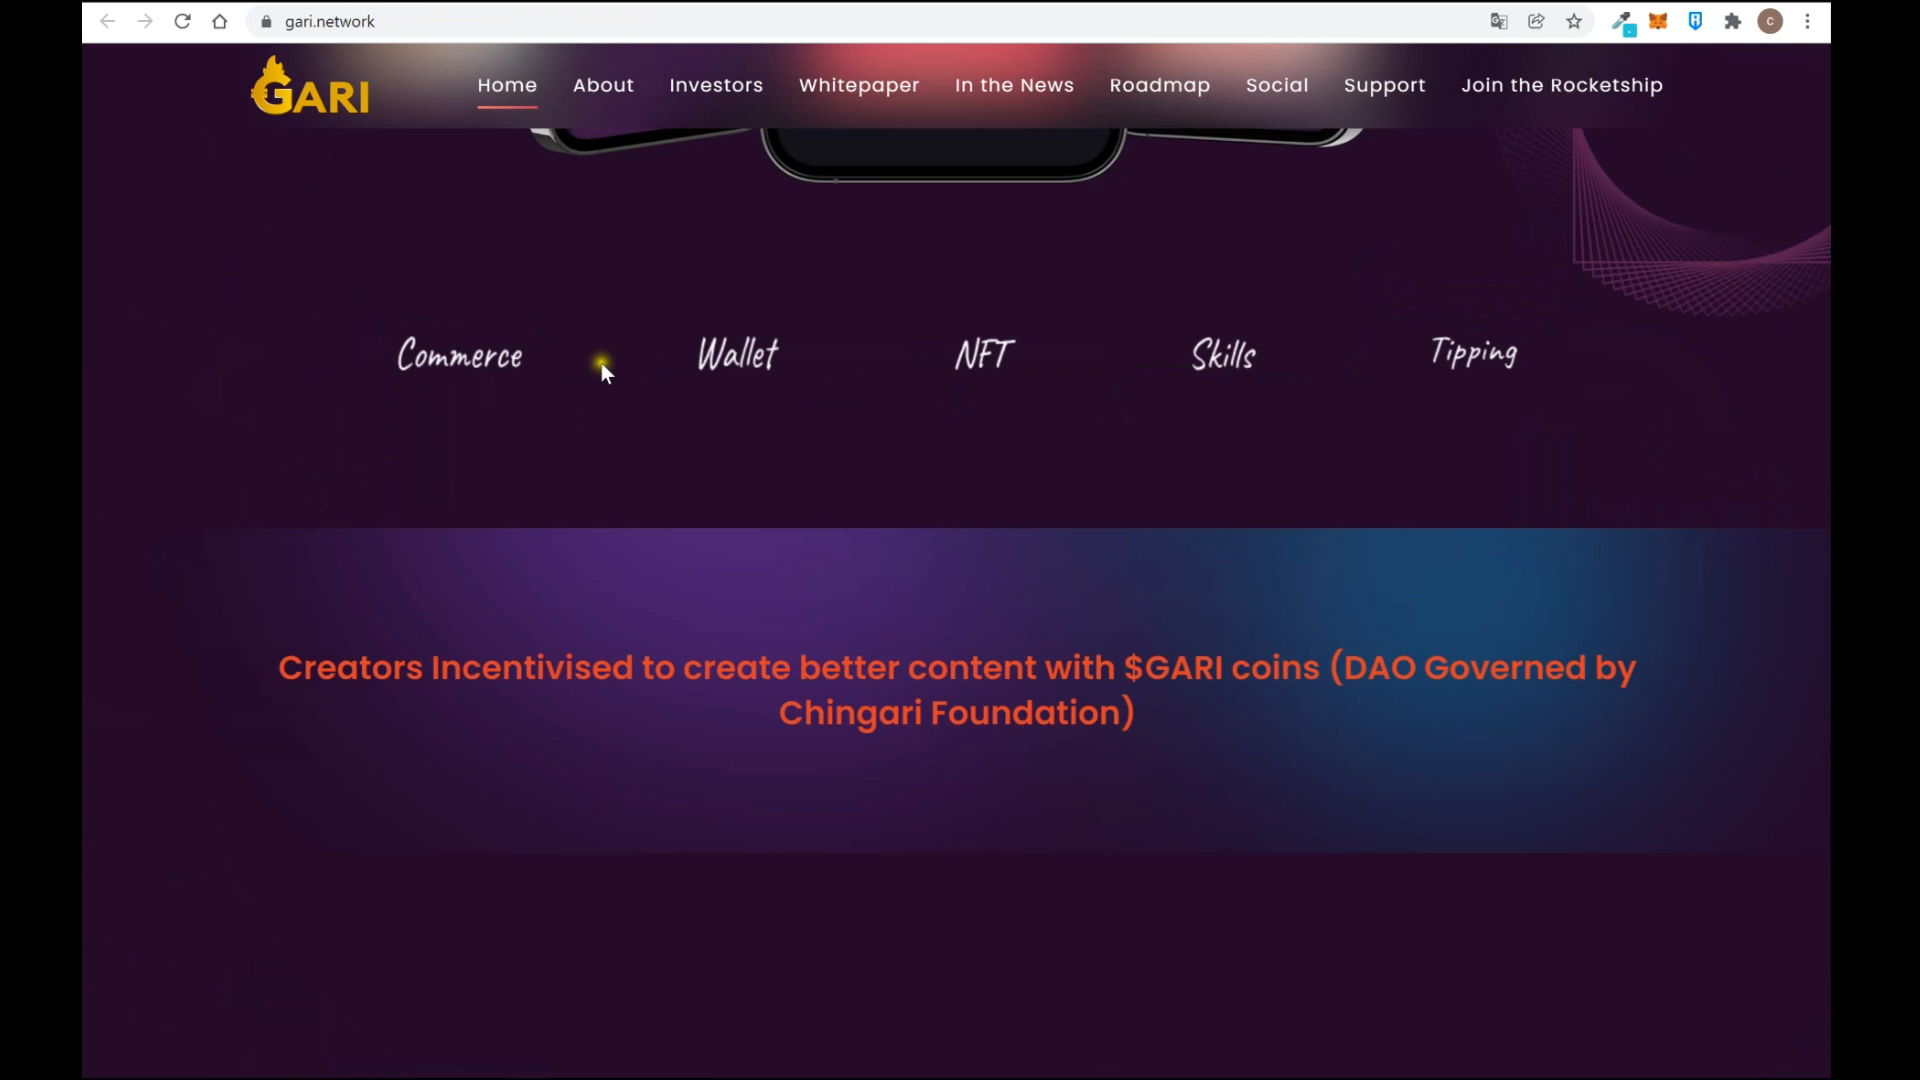 gari.network
GARI Home About Investors Whitepaper In the News Roadmap Social Support Join the Rocketship
Commerce Wallet NFT Skills Tipping
Creators Incentivised to create better content with $GARI coins (DAO Governed by
Chingari Foundation)